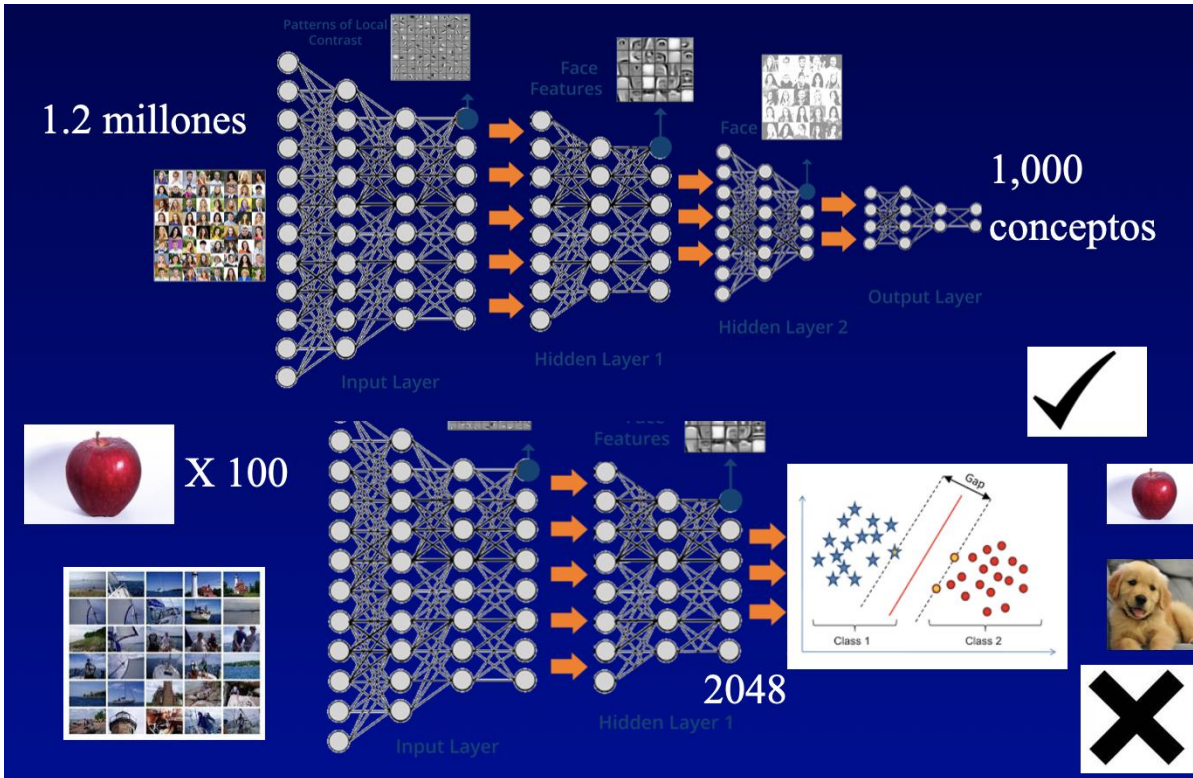 Patterns of Local
Contrast
Face
Features
Face
1.2 millones
1,000
conceptos
Output Layer
Hidden Layer 2
Hidden Layer 1
Input Layer
X 100
Features
Gap
Class 1
Class 2
2048
Hidden Layer 1
Input Layer